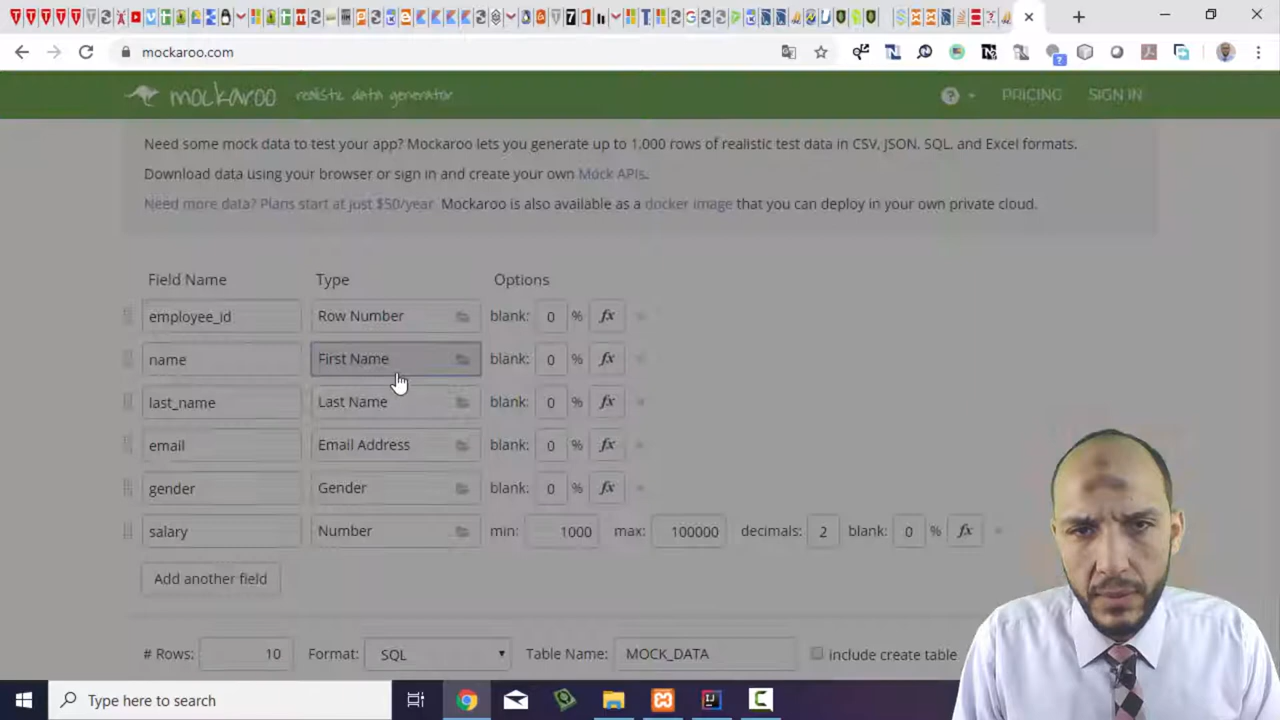 mockaroo.com
mockaroo realistic data generator ? PRICING SIGN IN
Need some mock data to test your app? Mockaroo lets you generate up to 1,000 rows of realistic test data in CSV, JSON, SQL, and Excel formats.
Download data using your browser or sign in and create your own Mock APIs.
Need more data? Plans start at just $50/year. Mockaroo is also available as a docker image that you can deploy in your own private cloud.
Field Name Type Options
employee_id Row Number blank: 0 % fx
name First Name blank: 0 % fx
last_name Last Name blank: 0 % fx
email Email Address blank: 0 % fx
gender Gender blank: 0 % fx
salary Number min: 1000 max: 100000 decimals: 2 blank: 0 % fx
Add another field
# Rows: 10 Format: SQL Table Name: MOCK_DATA include create table
Type here to search